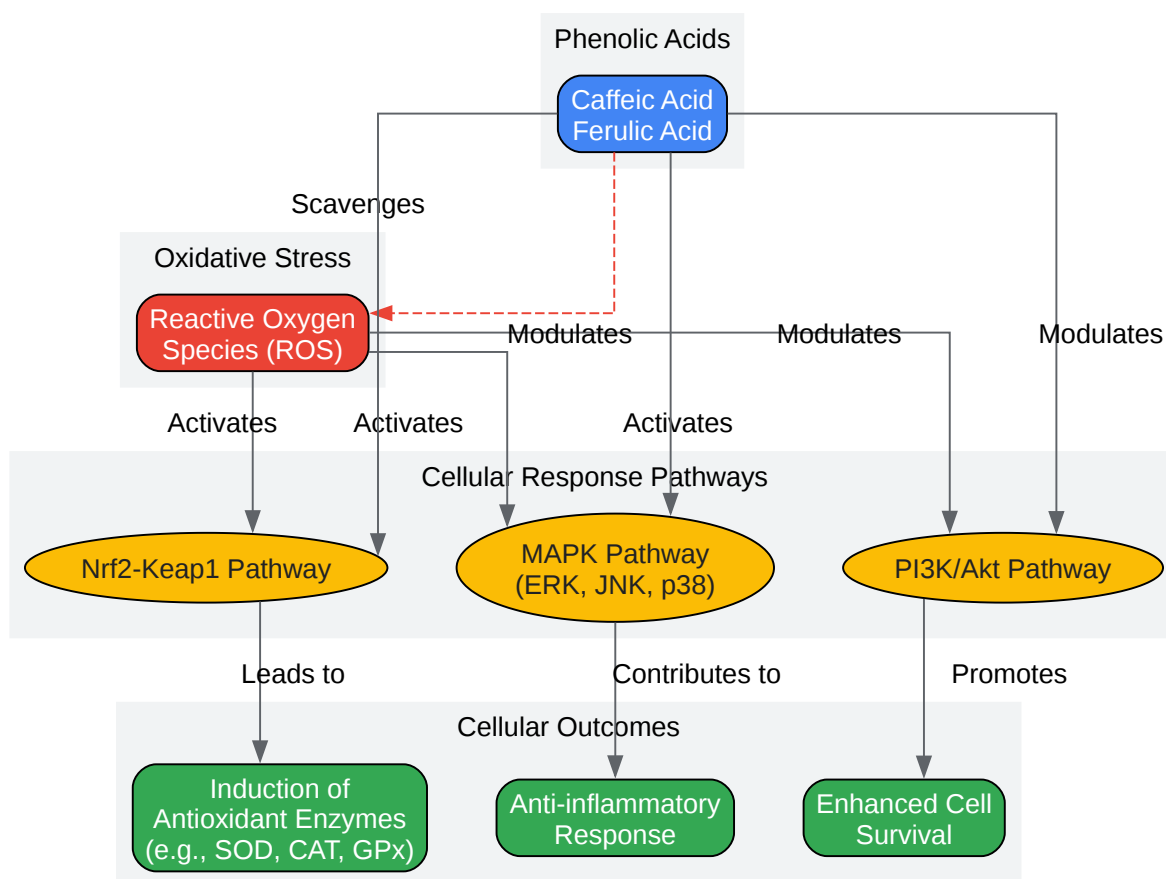 Phenolic Acids
Caffeic Acid
Ferulic Acid
Scavenges
Oxidative Stress
Reactive Oxygen
Species (ROS)
Modulates
Modulates
Modulates
Activates
Activates
Activates
Cellular Response Pathways
Nrf2-Keap1 Pathway
MAPK Pathway
(ERK, JNK, p38)
PI3K/Akt Pathway
Leads to
Contributes to
Promotes
Cellular Outcomes
Induction of
Antioxidant Enzymes
(e.g., SOD, CAT, GPx)
Anti-inflammatory
Response
Enhanced Cell
Survival